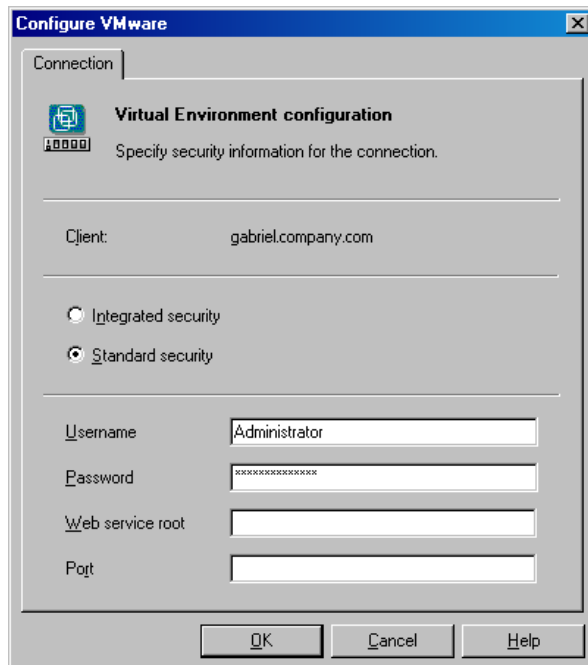 Configure VMware
Connection
Virtual Environment configuration
Specify security information for the connection.
Client: gabriel.company.com
Integrated security
Standard security
Username Administrator
Password **************
Web service root
Port
OK Cancel Help